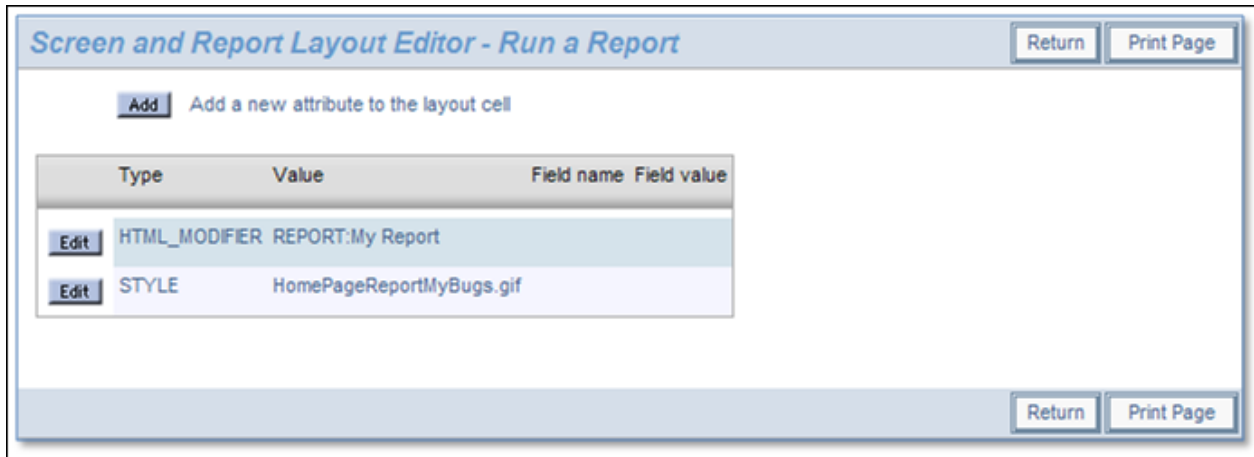 Screen and Report Layout Editor - Run a Report Return Print Page
Add Add a new attribute to the layout cell
Type Value Field name Field value
Edit HTML_MODIFIER REPORT:My Report
Edit STYLE HomePageReportMyBugs.gif
Return Print Page